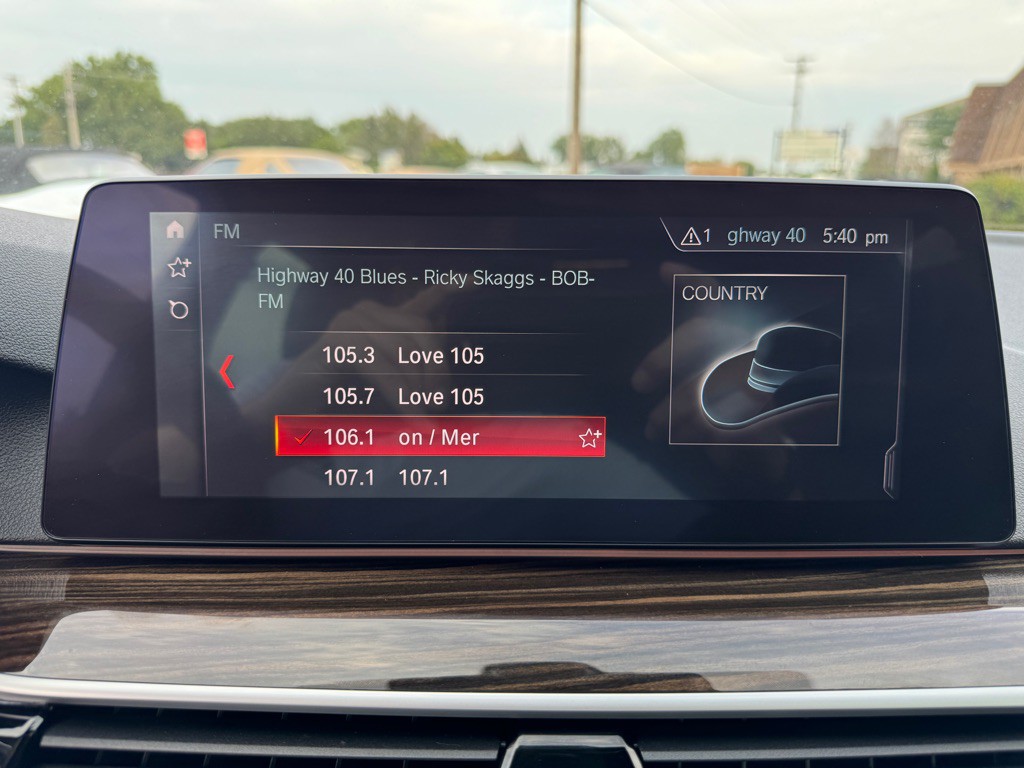 FM
1 ghway 40 5:40 pm
Highway 40 Blues - Ricky Skaggs - BOB-
FM
COUNTRY
105.3 Love 105
105.7 Love 105
106.1 on / Mer
107.1 107.1